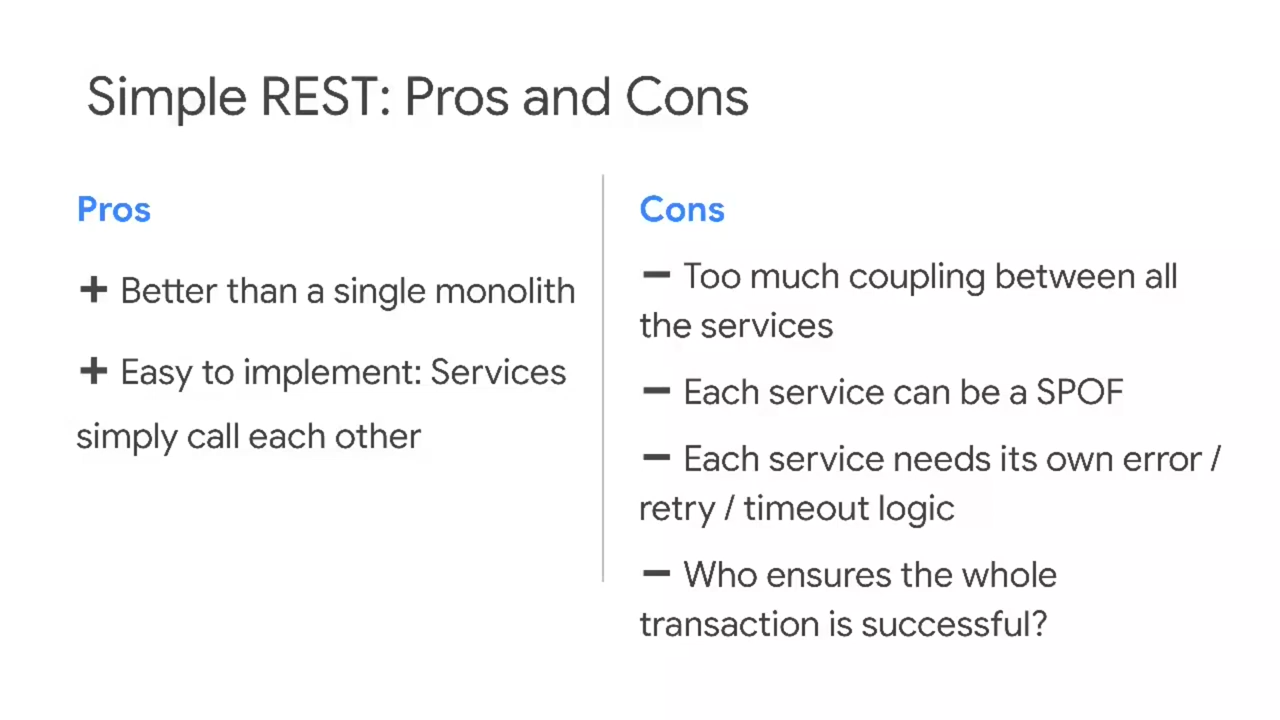 Simple REST: Pros and Cons
Pros
+ Better than a single monolith
+ Easy to implement: Services
simply call each other
Cons
− Too much coupling between all
the services
− Each service can be a SPOF
− Each service needs its own error /
retry / timeout logic
− Who ensures the whole
transaction is successful?